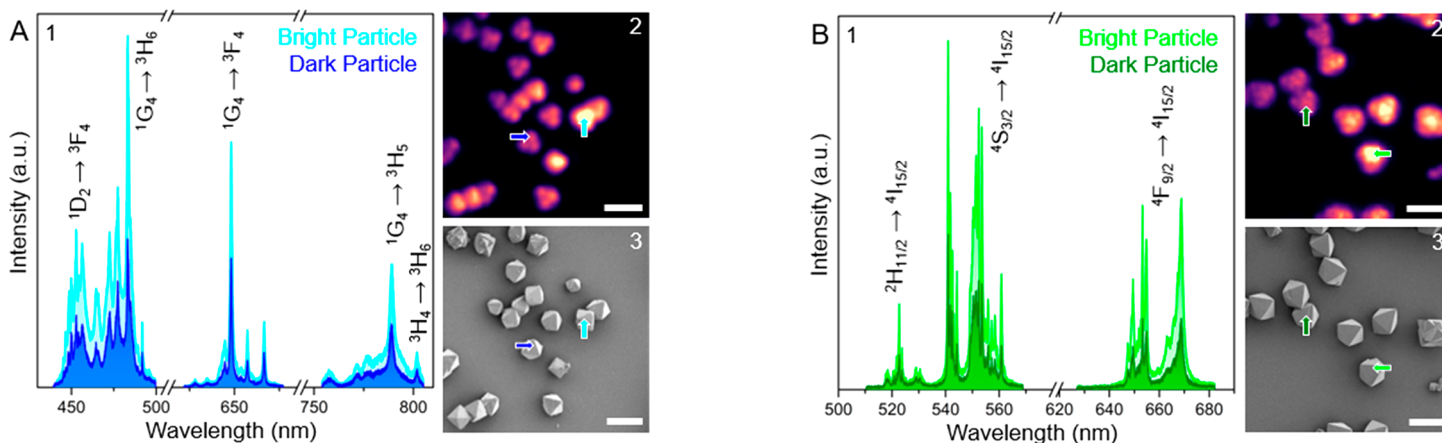 A
1
Bright Particle
Dark Particle
¹D₂ → ³F₄
¹G₄ → ³H₆
¹G₄ → ³F₄
¹G₄ → ³H₅
³H₄ → ³H₆
Intensity (a.u.)
450
500
650
750
800
Wavelength (nm)
2
3
B
1
Bright Particle
Dark Particle
²H₁₁/₂ → ⁴I₁₅/₂
⁴S₃/₂ → ⁴I₁₅/₂
⁴F₉/₂ → ⁴I₁₅/₂
Intensity (a.u.)
500
520
540
560
620
640
660
680
Wavelength (nm)
2
3